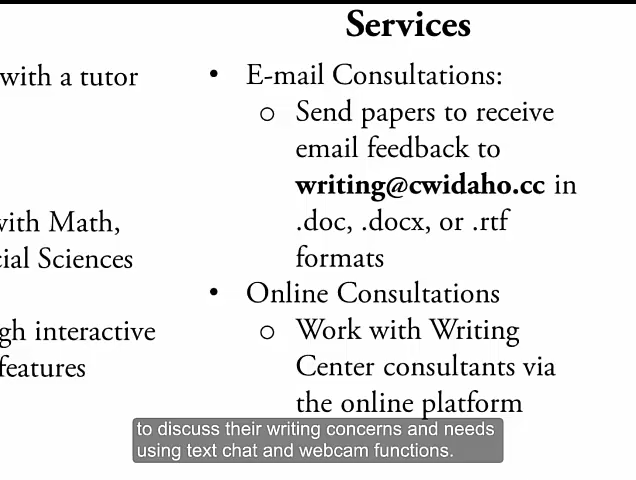 Services
with a tutor
with Math,
cial Sciences
gh interactive
features
• E-mail Consultations:
o Send papers to receive
email feedback to
writing@cwidaho.cc in
.doc, .docx, or .rtf
formats
• Online Consultations
o Work with Writing
Center consultants via
the online platform
to discuss their writing concerns and needs
using text chat and webcam functions.